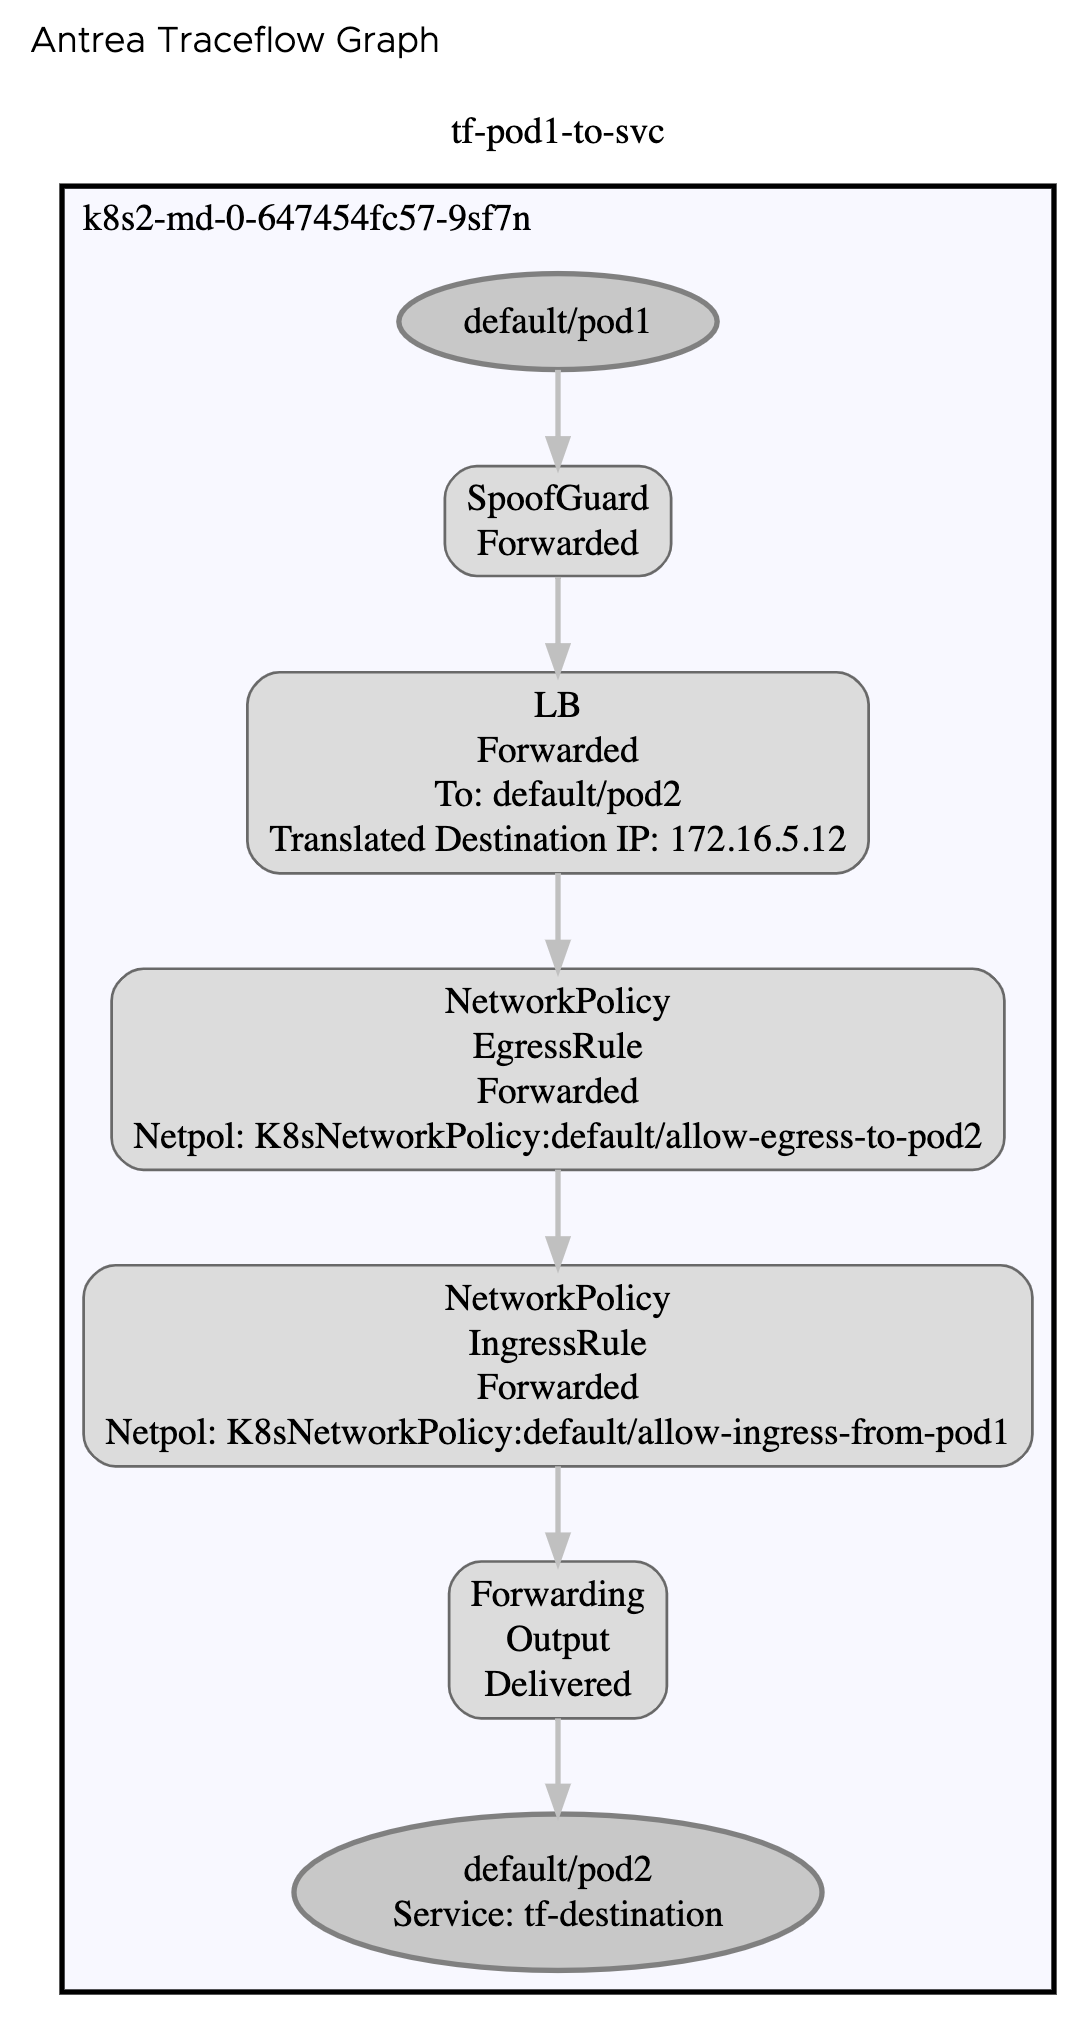 Antrea Traceflow Graph
tf-pod1-to-svc
k8s2-md-0-647454fc57-9sf7n
default/pod1
SpoofGuard
Forwarded
LB
Forwarded
To: default/pod2
Translated Destination IP: 172.16.5.12
NetworkPolicy
EgressRule
Forwarded
Netpol: K8sNetworkPolicy:default/allow-egress-to-pod2
NetworkPolicy
IngressRule
Forwarded
Netpol: K8sNetworkPolicy:default/allow-ingress-from-pod1
Forwarding
Output
Delivered
default/pod2
Service: tf-destination